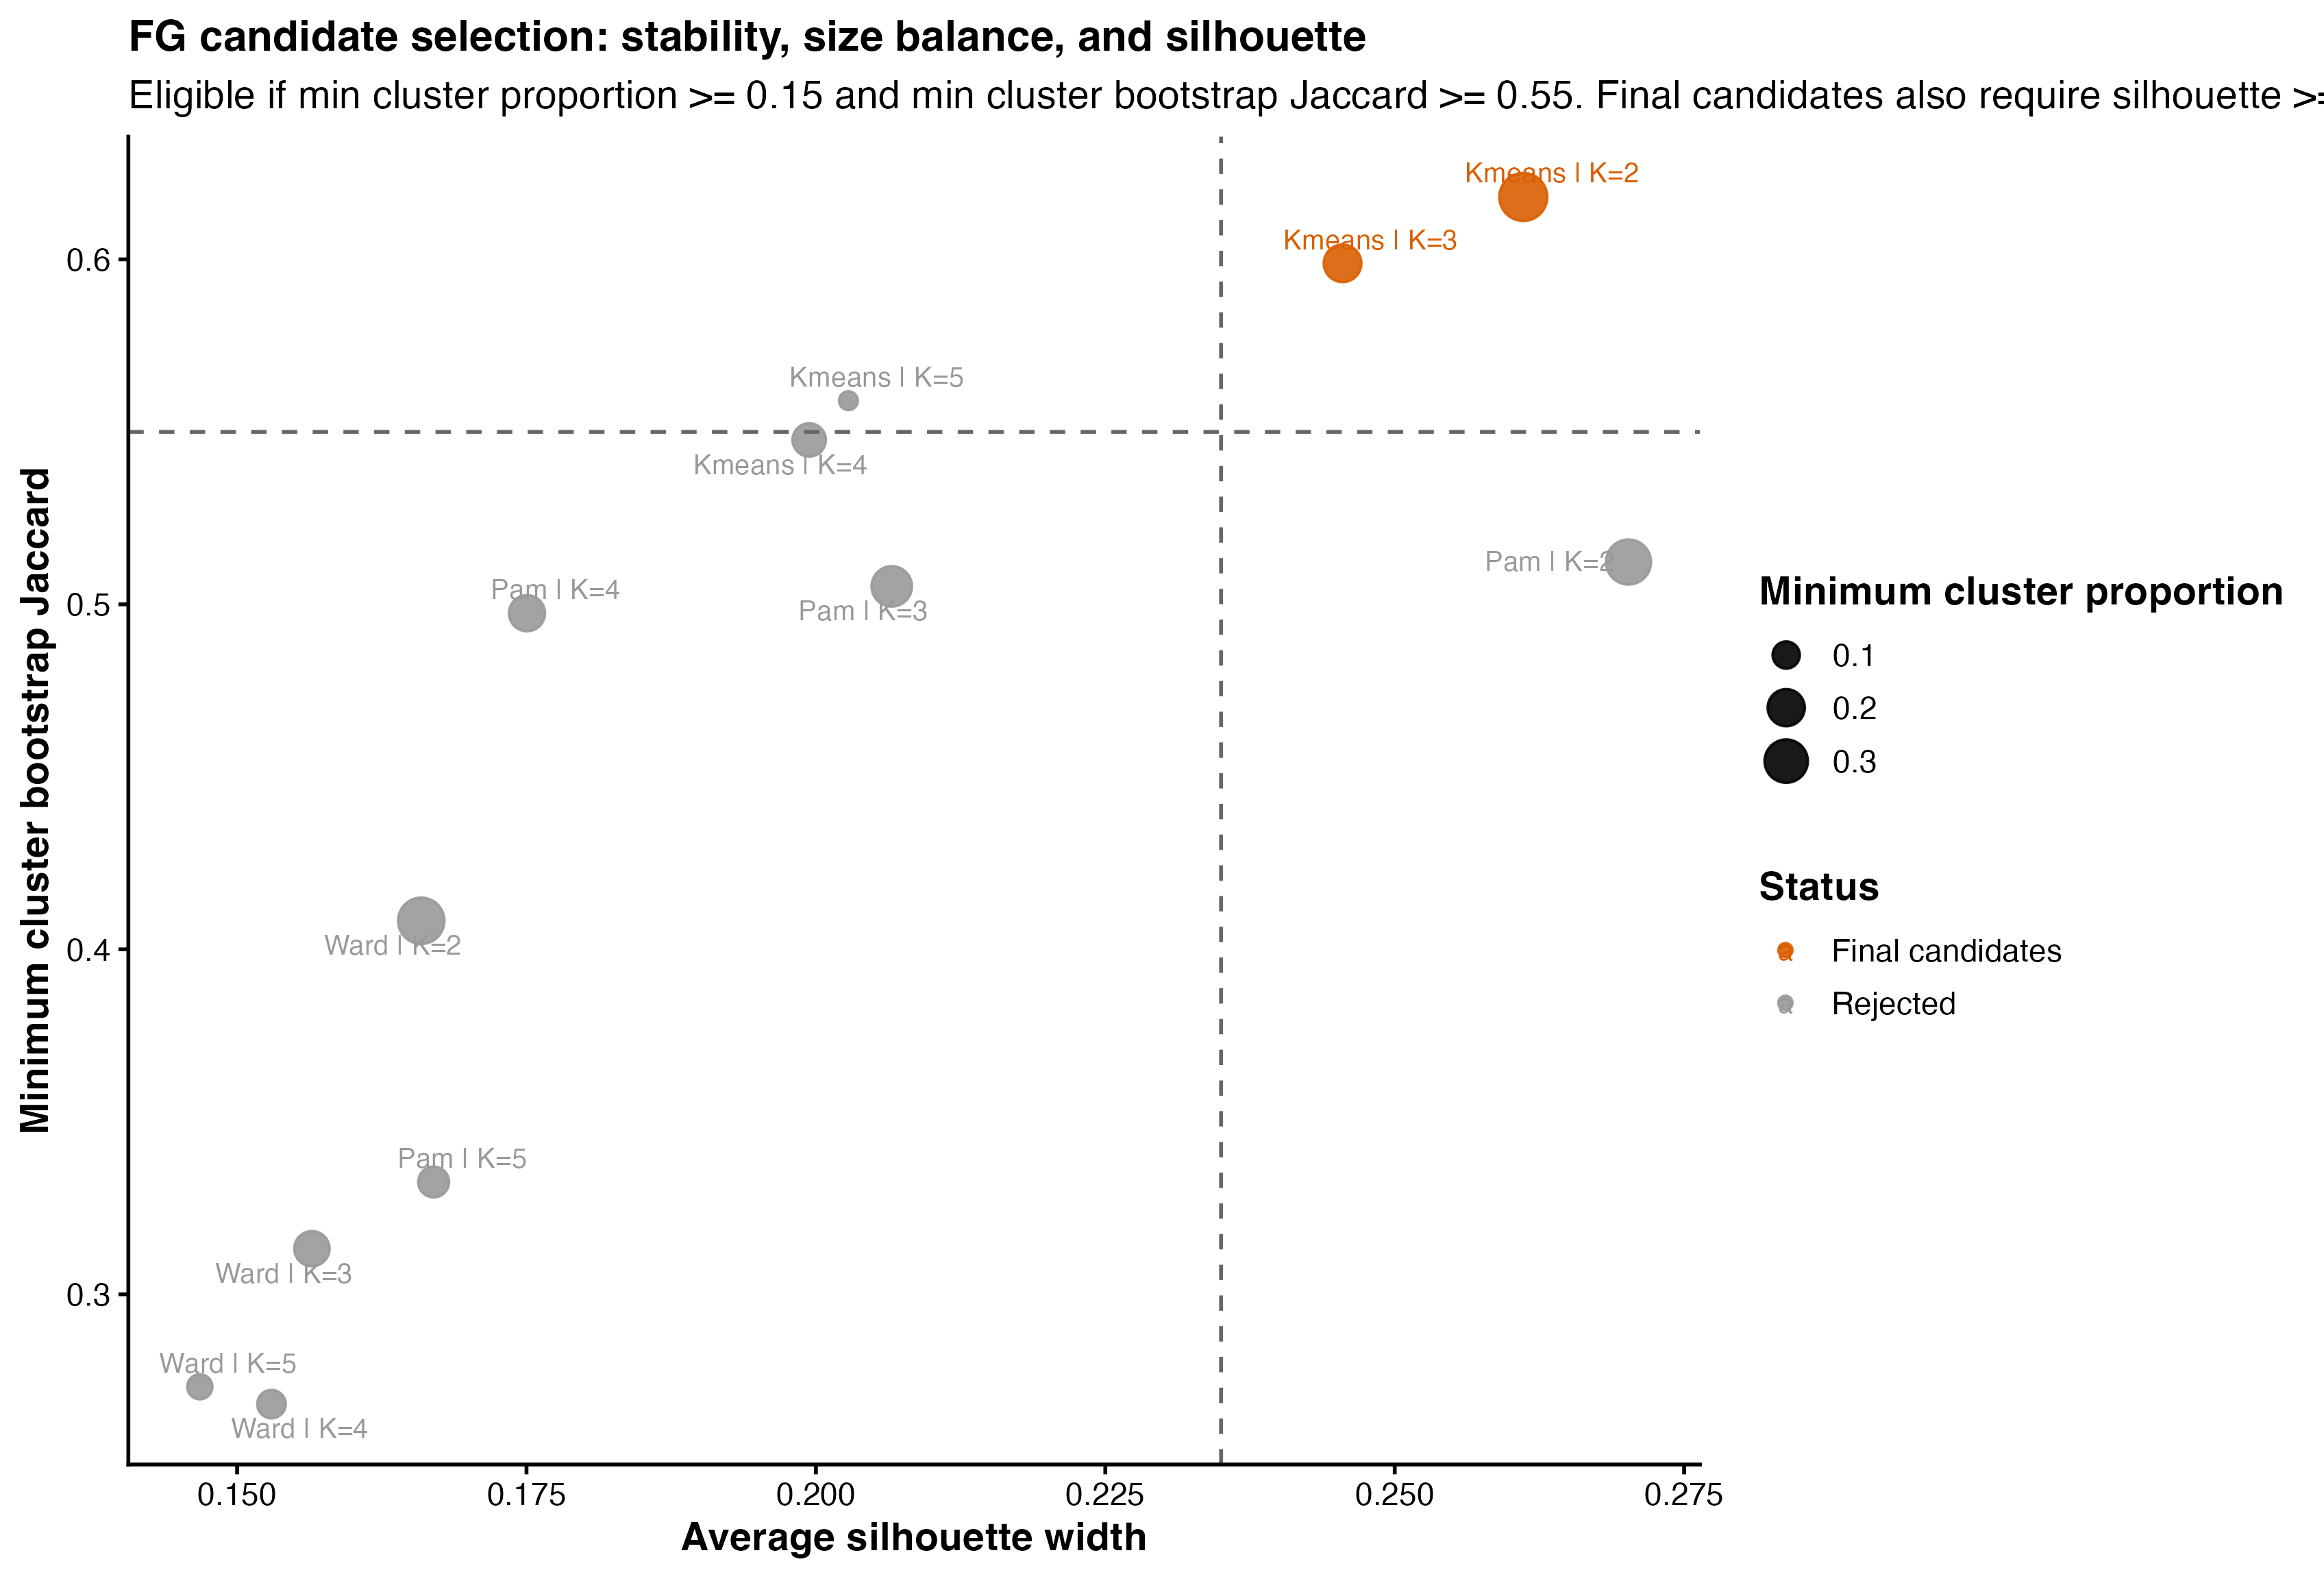 FG candidate selection: stability, size balance, and silhouette
Eligible if min cluster proportion >= 0.15 and min cluster bootstrap Jaccard >= 0.55. Final candidates also require silhouette >=
Minimum cluster bootstrap Jaccard
0.6
0.5
0.4
0.3
Kmeans | K=2
Kmeans | K=3
Kmeans | K=5
Kmeans | K=4
Pam | K=2
Pam | K=4
Pam | K=3
Ward | K=2
Pam | K=5
Ward | K=3
Ward | K=5
Ward | K=4
0.150
0.175
0.200
0.225
0.250
0.275
Average silhouette width
Minimum cluster proportion
0.1
0.2
0.3
Status
Final candidates
Rejected